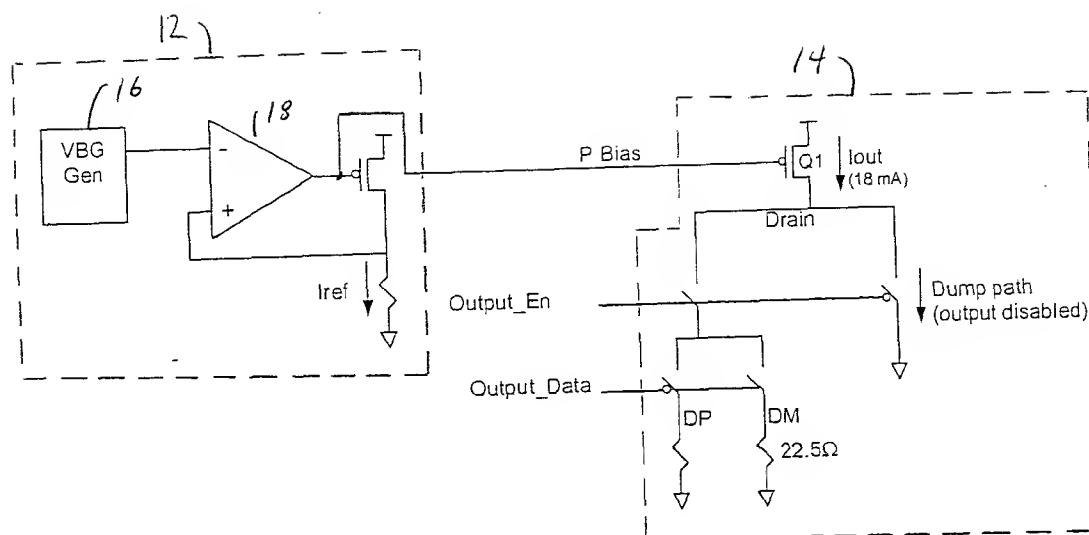 12
14
16
18
VBG
Gen
-
+
P Bias
Q1
Iout
(18 mA)
Drain
Iref
Output_En
Dump path
(output disabled)
Output_Data
DP
DM
22.5Ω